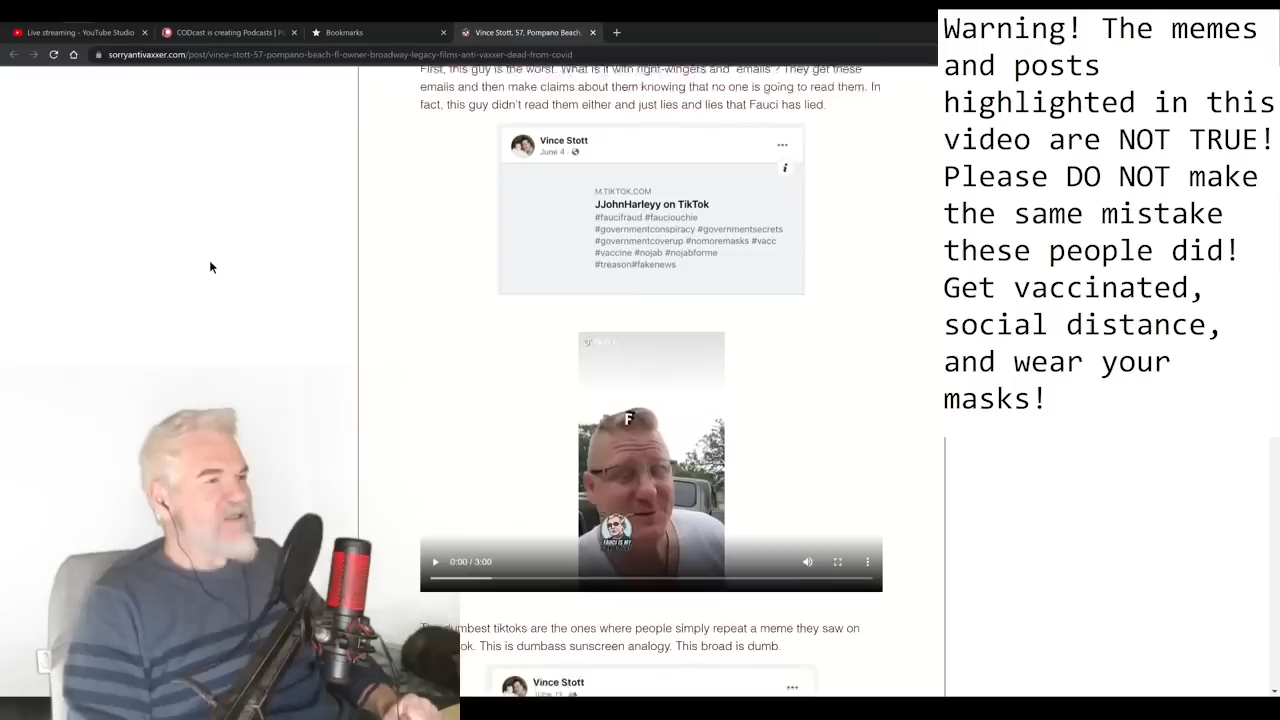 Live streaming - YouTube Studio
CODcast is creating Podcasts |
Bookmarks
Vince Stott, 57, Pompano Beach,
sorryantivaxxer.com/post/vince-stott-57-pompano-beach-fl-owner-broadway-legacy-films-anti-vaxxer-dead-from-covid
First, this guy is the worst. What is it with right-wingers and "emails"? They get these
emails and then make claims about them knowing that no one is going to read them. In
fact, this guy didn't read them either and just lies and lies that Fauci has lied.
Vince Stott
June 4
M.TIKTOK.COM
JJohnHarleyy on TikTok
#faucifraud #fauciouchie
#governmentconspiracy #governmentsecrets
#governmentcoverup #nomoremasks #vacc
#vaccine #nojab #nojabforme
#treason#fakenews
F
FAUCI IS MY
0:00 / 3:00
The dumbest tiktoks are the ones where people simply repeat a meme they saw on
ok. This is dumbass sunscreen analogy. This broad is dumb.
Vince Stott
Warning! The memes
and posts
highlighted in this
video are NOT TRUE!
Please DO NOT make
the same mistake
these people did!
Get vaccinated,
social distance,
and wear your
masks!